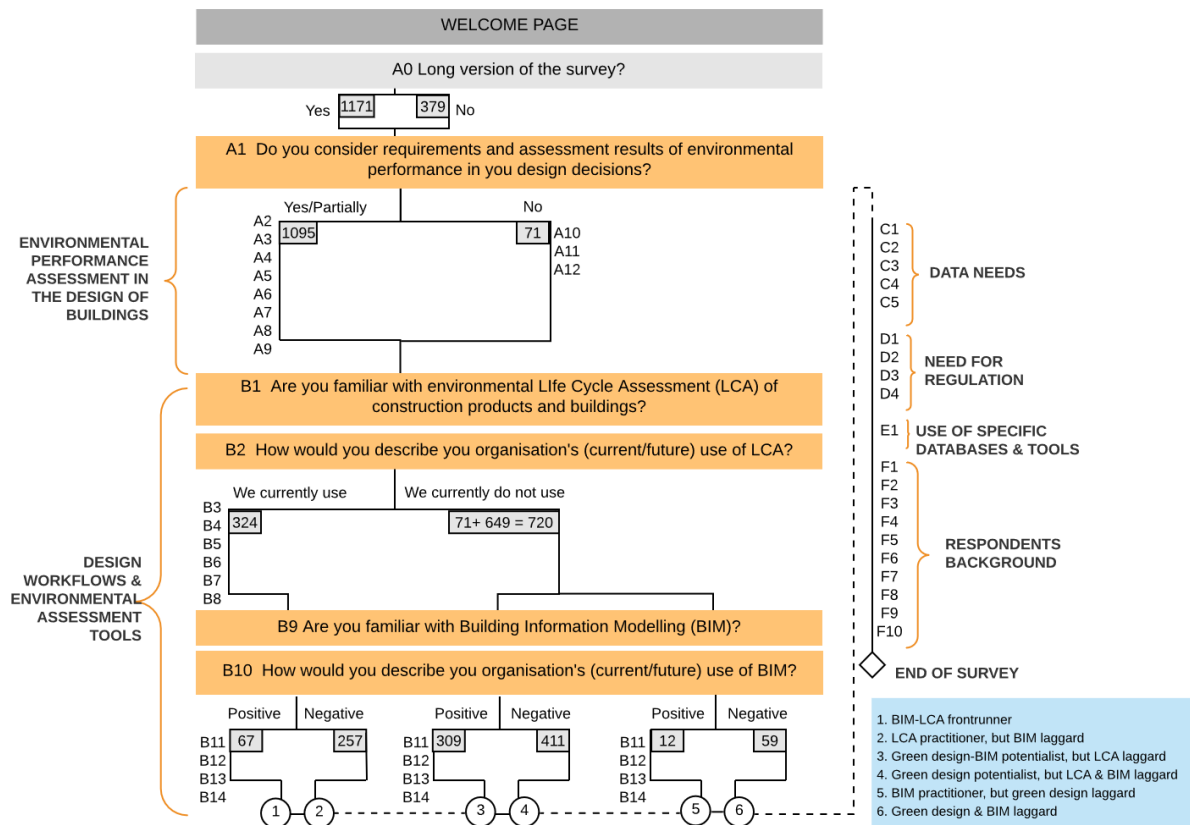 WELCOME PAGE
A0 Long version of the survey?
Yes 1171 379 No
A1 Do you consider requirements and assessment results of environmental
performance in you design decisions?
Yes/Partially No
A2
A3
A4
A5
A6
A7
A8
A9
1095
71
A10
A11
A12
ENVIRONMENTAL
PERFORMANCE
ASSESSMENT IN
THE DESIGN OF
BUILDINGS
B1 Are you familiar with environmental LIfe Cycle Assessment (LCA) of
construction products and buildings?
B2 How would you describe you organisation's (current/future) use of LCA?
We currently use We currently do not use
B3
B4
B5
B6
B7
B8
324
71+ 649 = 720
DESIGN
WORKFLOWS &
ENVIRONMENTAL
ASSESSMENT
TOOLS
B9 Are you familiar with Building Information Modelling (BIM)?
B10 How would you describe you organisation's (current/future) use of BIM?
Positive Negative
B11 67 257
B12
B13
B14
1 2
Positive Negative
B11 309 411
B12
B13
B14
3 4
Positive Negative
B11 12 59
B12
B13
B14
5 6
C1
C2
C3
C4
C5
DATA NEEDS
D1
D2
D3
D4
NEED FOR
REGULATION
E1
USE OF SPECIFIC
DATABASES & TOOLS
F1
F2
F3
F4
F5
F6
F7
F8
F9
F10
RESPONDENTS
BACKGROUND
END OF SURVEY
1. BIM-LCA frontrunner
2. LCA practitioner, but BIM laggard
3. Green design-BIM potentialist, but LCA laggard
4. Green design potentialist, but LCA & BIM laggard
5. BIM practitioner, but green design laggard
6. Green design & BIM laggard